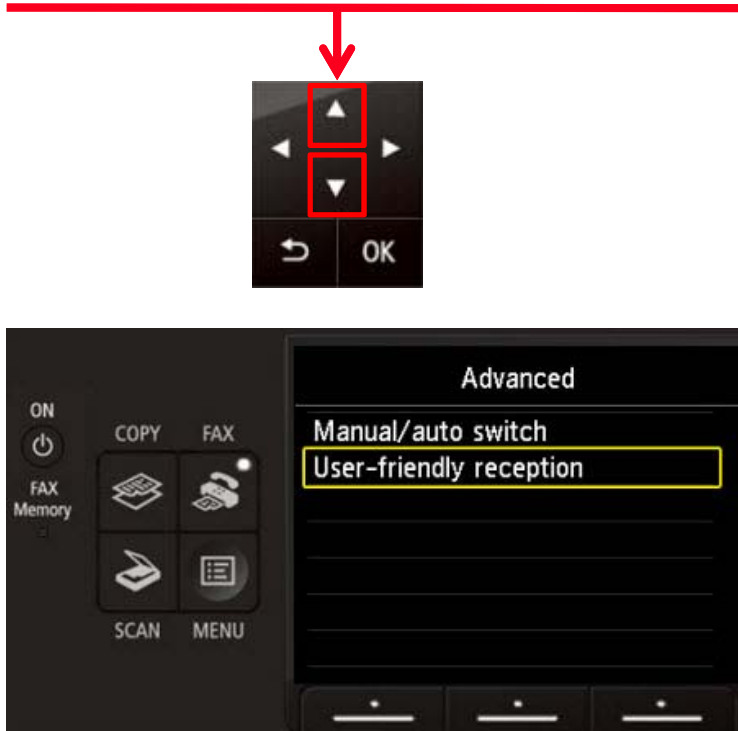 OK
Advanced
ON
COPY FAX
Manual/auto switch
User-friendly reception
FAX
Memory
SCAN MENU